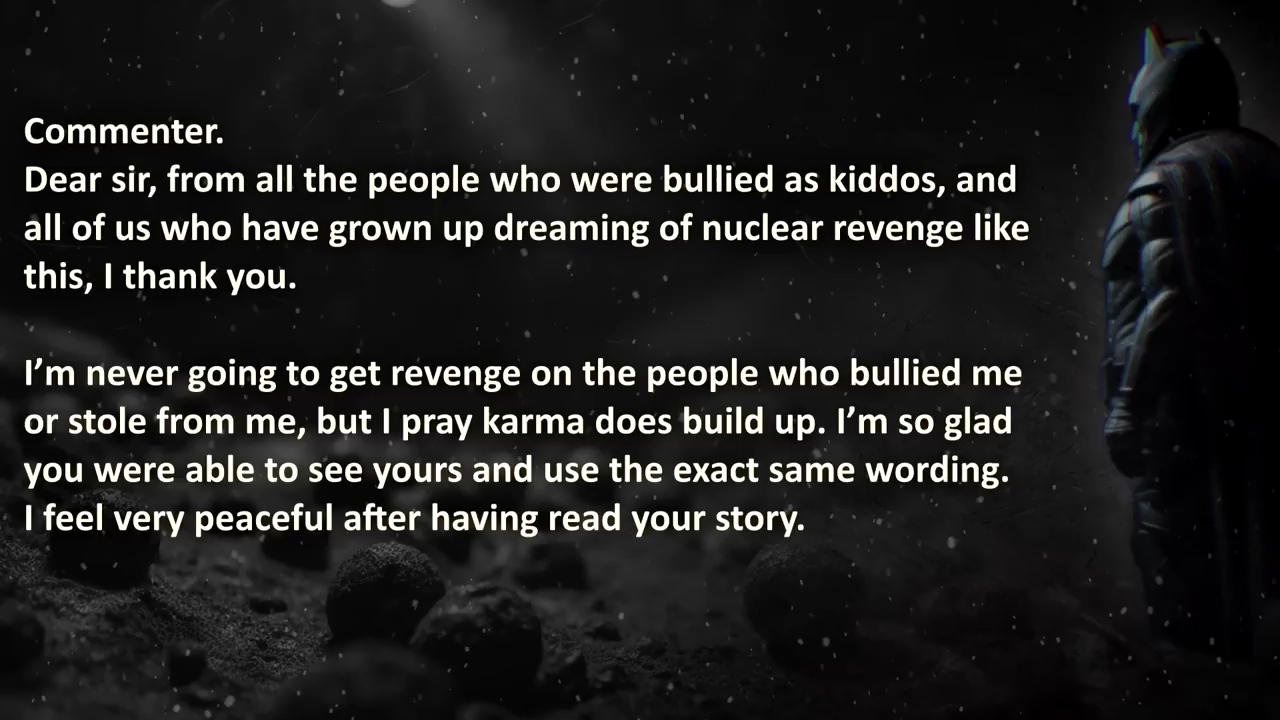 Commenter.
Dear sir, from all the people who were bullied as kiddos, and
all of us who have grown up dreaming of nuclear revenge like
this, I thank you.
I’m never going to get revenge on the people who bullied me
or stole from me, but I pray karma does build up. I’m so glad
you were able to see yours and use the exact same wording.
I feel very peaceful after having read your story.